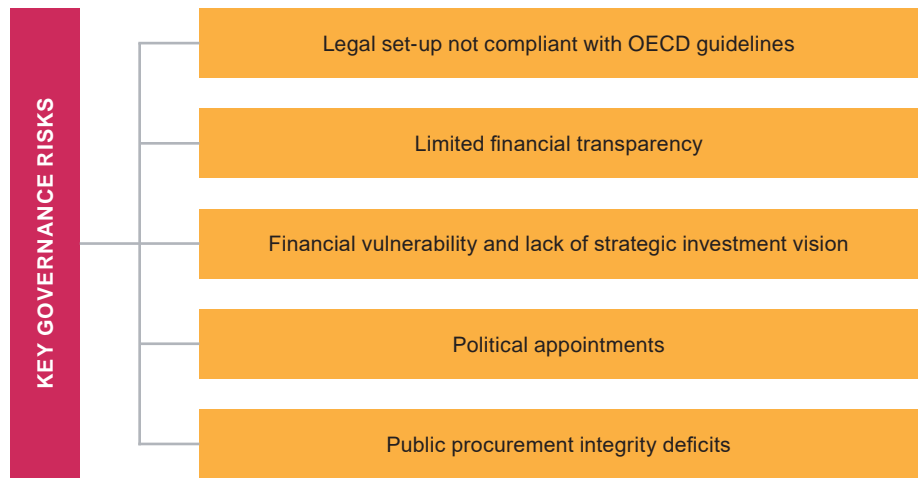 KEY GOVERNANCE RISKS
Legal set-up not compliant with OECD guidelines
Limited financial transparency
Financial vulnerability and lack of strategic investment vision
Political appointments
Public procurement integrity deficits